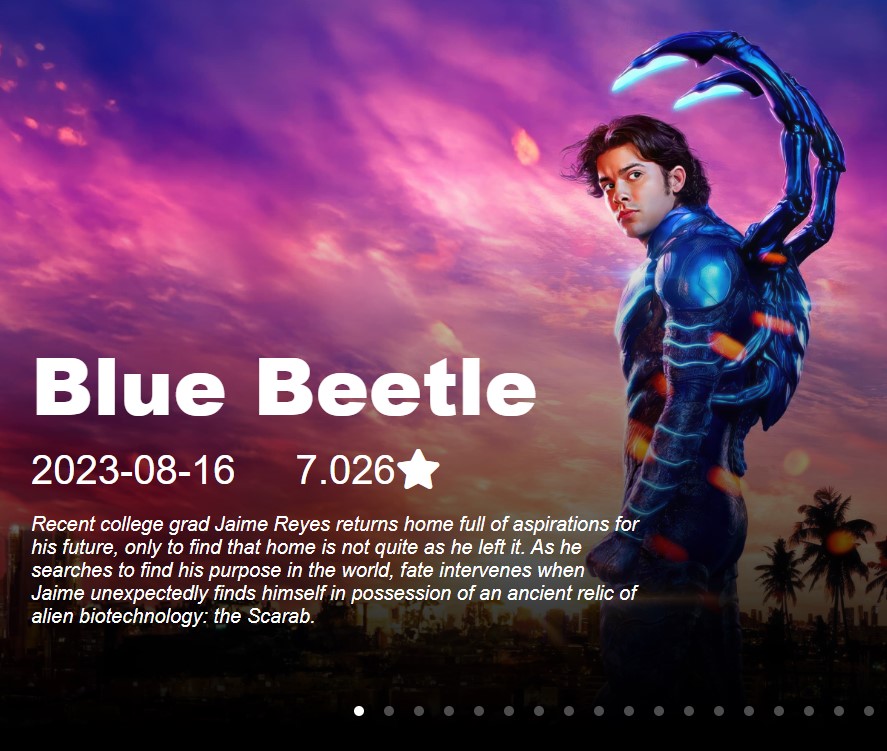 Blue Beetle
2023-08-16 7.026
Recent college grad Jaime Reyes returns home full of aspirations for
his future, only to find that home is not quite as he left it. As he
searches to find his purpose in the world, fate intervenes when
Jaime unexpectedly finds himself in possession of an ancient relic of
alien biotechnology: the Scarab.